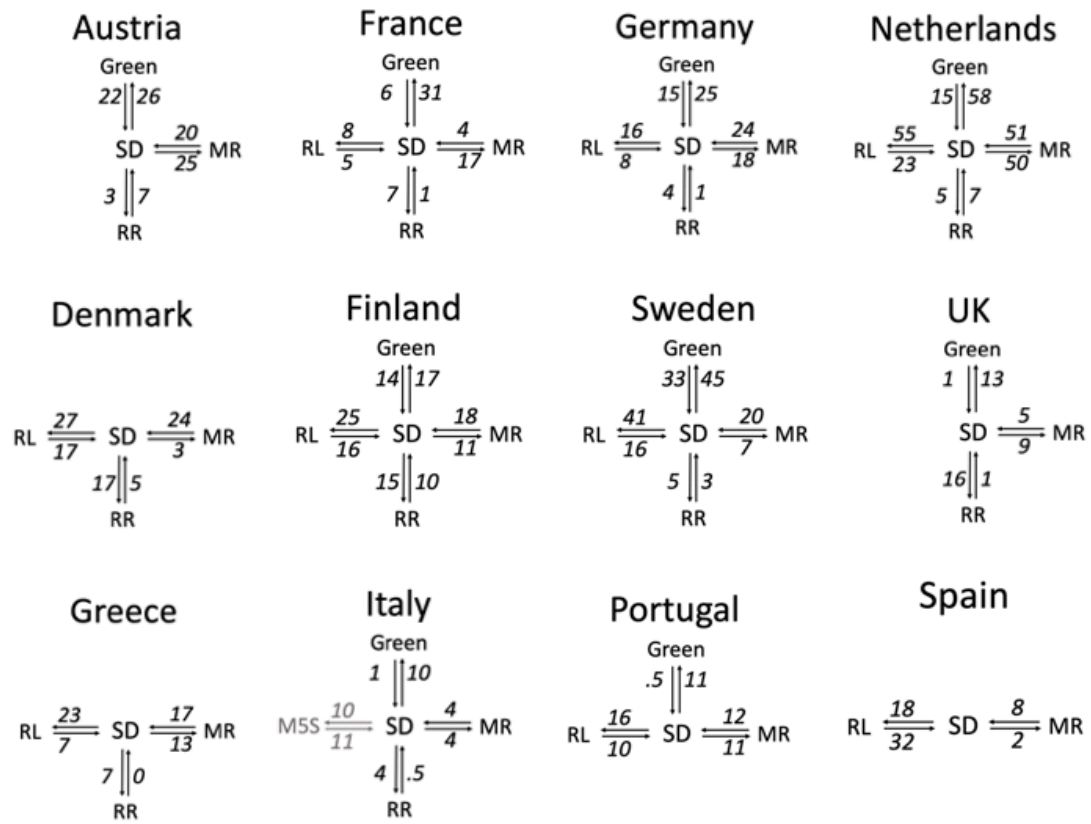 Austria
Green
22 26
SD
20
25
MR
3 7
RR
France
Green
6 31
RL
8
5
SD
4
17
MR
7 1
RR
Germany
Green
15 25
RL
16
8
SD
24
18
MR
4 1
RR
Netherlands
Green
15 58
RL
55
23
SD
51
50
MR
5 7
RR
Denmark
RL
27
17
SD
24
3
MR
17 5
RR
Finland
Green
14 17
RL
25
16
SD
18
11
MR
15 10
RR
Sweden
Green
33 45
RL
41
16
SD
20
7
MR
5 3
RR
UK
Green
1 13
SD
5
9
MR
16 1
RR
Greece
RL
23
7
SD
17
13
MR
7 0
RR
Italy
Green
1 10
M5S
10
11
SD
4
4
MR
4 .5
RR
Portugal
Green
.5 11
RL
16
10
SD
12
11
MR
Spain
RL
18
32
SD
8
2
MR